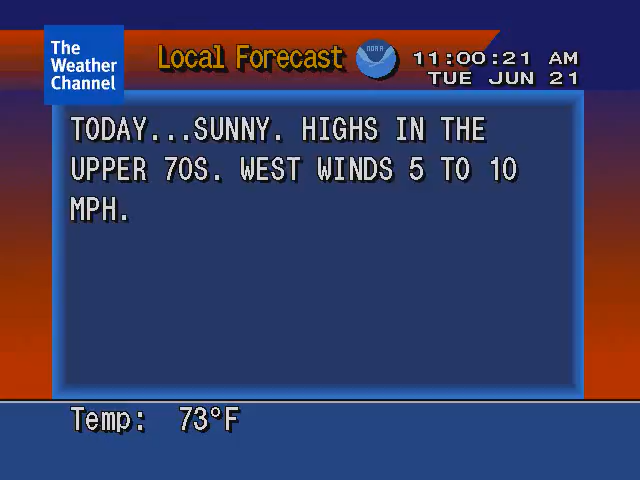 The
Weather
Channel
Local Forecast
NOAA
11:00:21 AM
TUE JUN 21
TODAY...SUNNY. HIGHS IN THE
UPPER 70S. WEST WINDS 5 TO 10
MPH.
Temp: 73°F